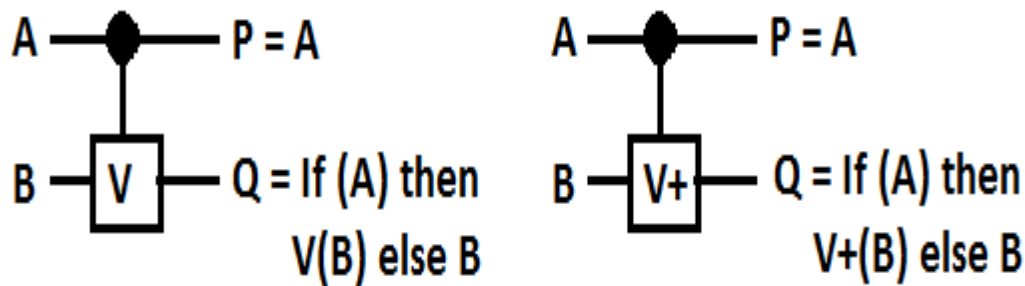 A P = A
B V Q = If (A) then
V(B) else B
A P = A
B V+ Q = If (A) then
V+(B) else B